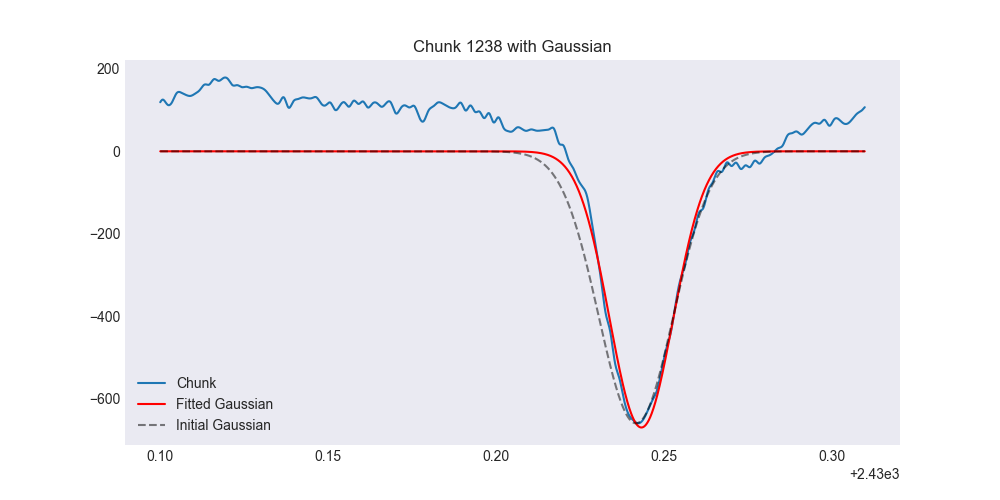 Chunk 1238 with Gaussian
200
0
−200
−400
−600
Chunk
Fitted Gaussian
Initial Gaussian
0.10 0.15 0.20 0.25 0.30
+2.43e3